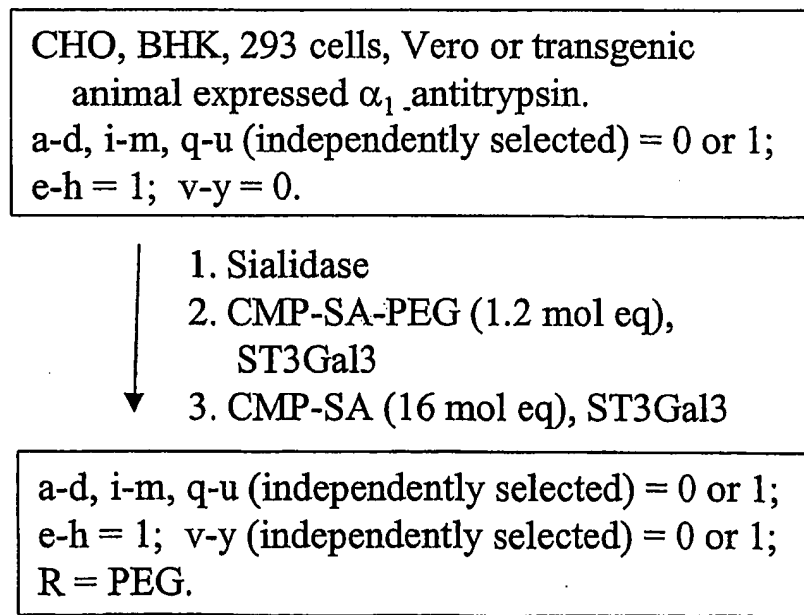 CHO, BHK, 293 cells, Vero or transgenic
animal expressed α₁ antitrypsin.
a-d, i-m, q-u (independently selected) = 0 or 1;
e-h = 1; v-y = 0.
1. Sialidase
2. CMP-SA-PEG (1.2 mol eq),
ST3Gal3
3. CMP-SA (16 mol eq), ST3Gal3
a-d, i-m, q-u (independently selected) = 0 or 1;
e-h = 1; v-y (independently selected) = 0 or 1;
R = PEG.